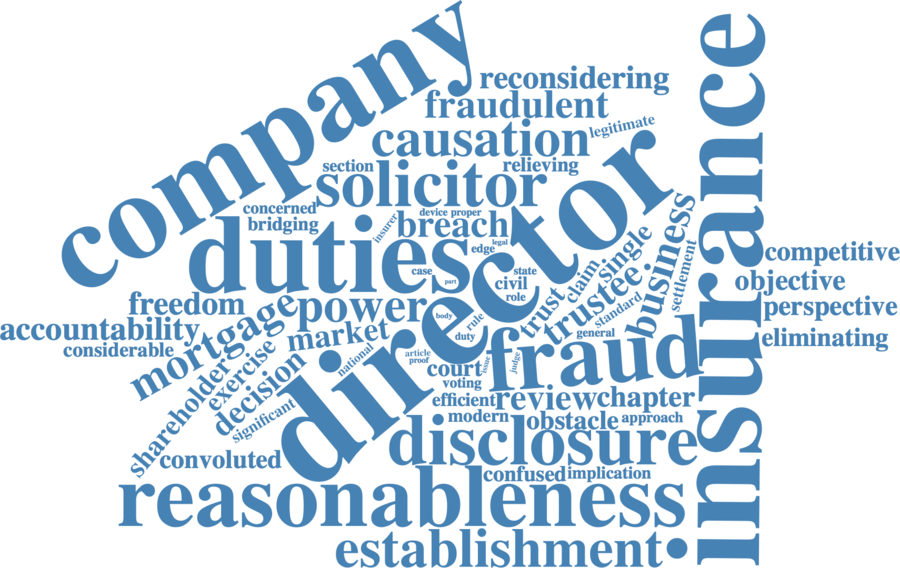 company
reconsidering
fraudulent
causation
legitimate
section
relieving
solicitor
director
insurance
concerned
bridging
insurer
device
proper
breach
duties
edge
legal
business
single
settlement
competitive
objective
perspective
eliminating
case
part
state
civil
role
claim
trust
trustee
standard
general
freedom
accountability
considerable
mortgage
power
body
rule
duty
market
national
article
proof
court
issue
judge
fraud
shareholder
exercise
decision
significant
voting
efficient
review
chapter
modern
obstacle
approach
convoluted
disclosure
confused
implication
reasonableness
establishment